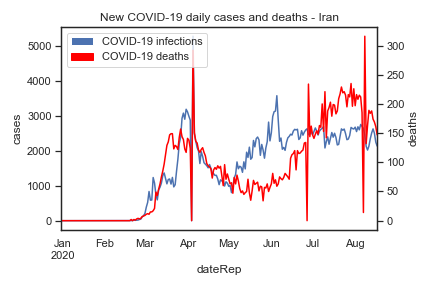 New COVID-19 daily cases and deaths - Iran
COVID-19 infections
COVID-19 deaths
5000
4000
3000
2000
1000
0
cases
300
250
200
150
100
50
0
deaths
Jan Feb Mar Apr May Jun Jul Aug
2020
dateRep